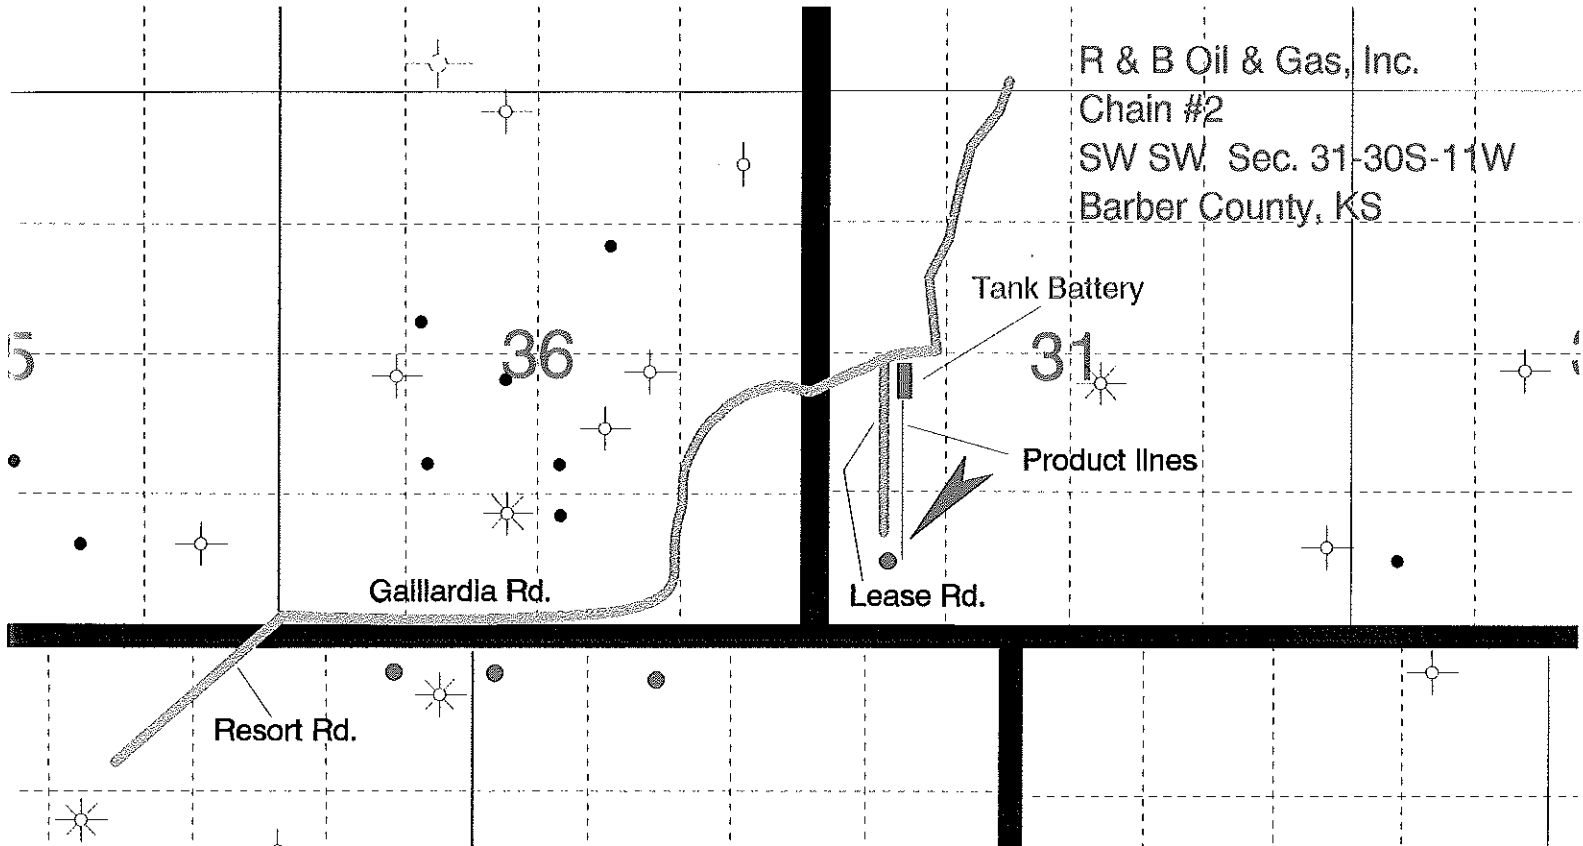 R & B Oil & Gas, Inc.
Chain #2
SW SW Sec. 31-30S-11W
Barber County, KS
Tank Battery
5
36
31
Product lines
Gaillardia Rd.
Lease Rd.
Resort Rd.